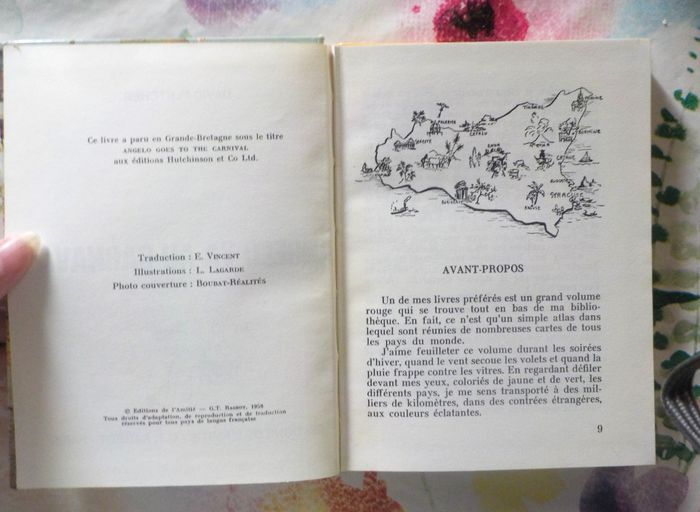 Ce livre a paru en Grande-Bretagne sous le titre
ANGELO GOES TO THE CARNIVAL
aux éditions Hutchinson et Co Ltd.
Traduction : E. VINCENT
Illustrations : L. LAGARDE
Photo couverture : BOUBAT-RÉALITÉS
© Editions de l'Amitié — G.T. RAGEOT, 1958
Tous droits d'adaptation, de reproduction et de traduction
réservés pour tous pays de langue française
PALERME
CEFALU
SEGESTE
ENNA
CATANE
SYRACUSE
AVANT-PROPOS
Un de mes livres préférés est un grand volume
rouge qui se trouve tout en bas de ma biblio-
thèque. En fait, ce n'est qu'un simple atlas dans
lequel sont réunies de nombreuses cartes de tous
les pays du monde.
J'aime feuilleter ce volume durant les soirées
d'hiver, quand le vent secoue les volets et quand la
pluie frappe contre les vitres. En regardant défiler
devant mes yeux, coloriés de jaune et de vert, les
différents pays, je me sens transporté à des mil-
liers de kilomètres, dans des contrées étrangères,
aux couleurs éclatantes.
9